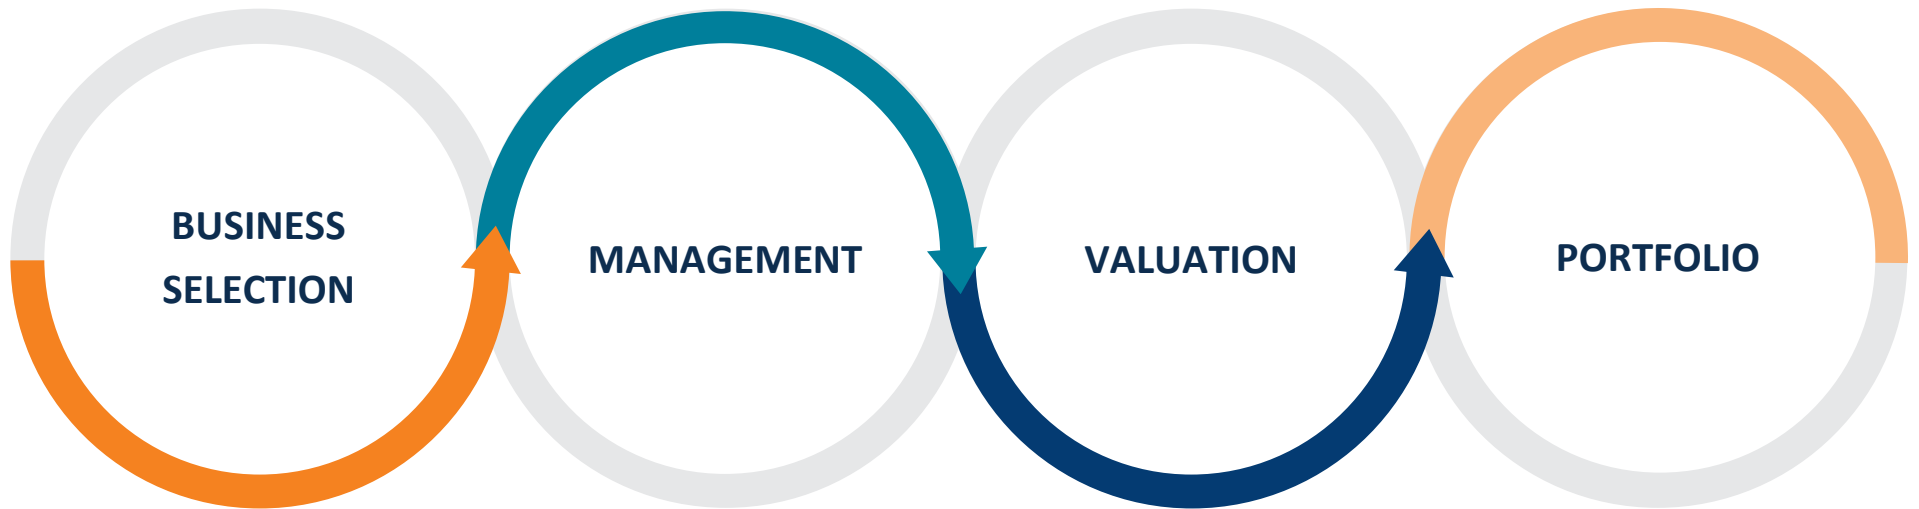 BUSINESS
SELECTION
MANAGEMENT
VALUATION
PORTFOLIO